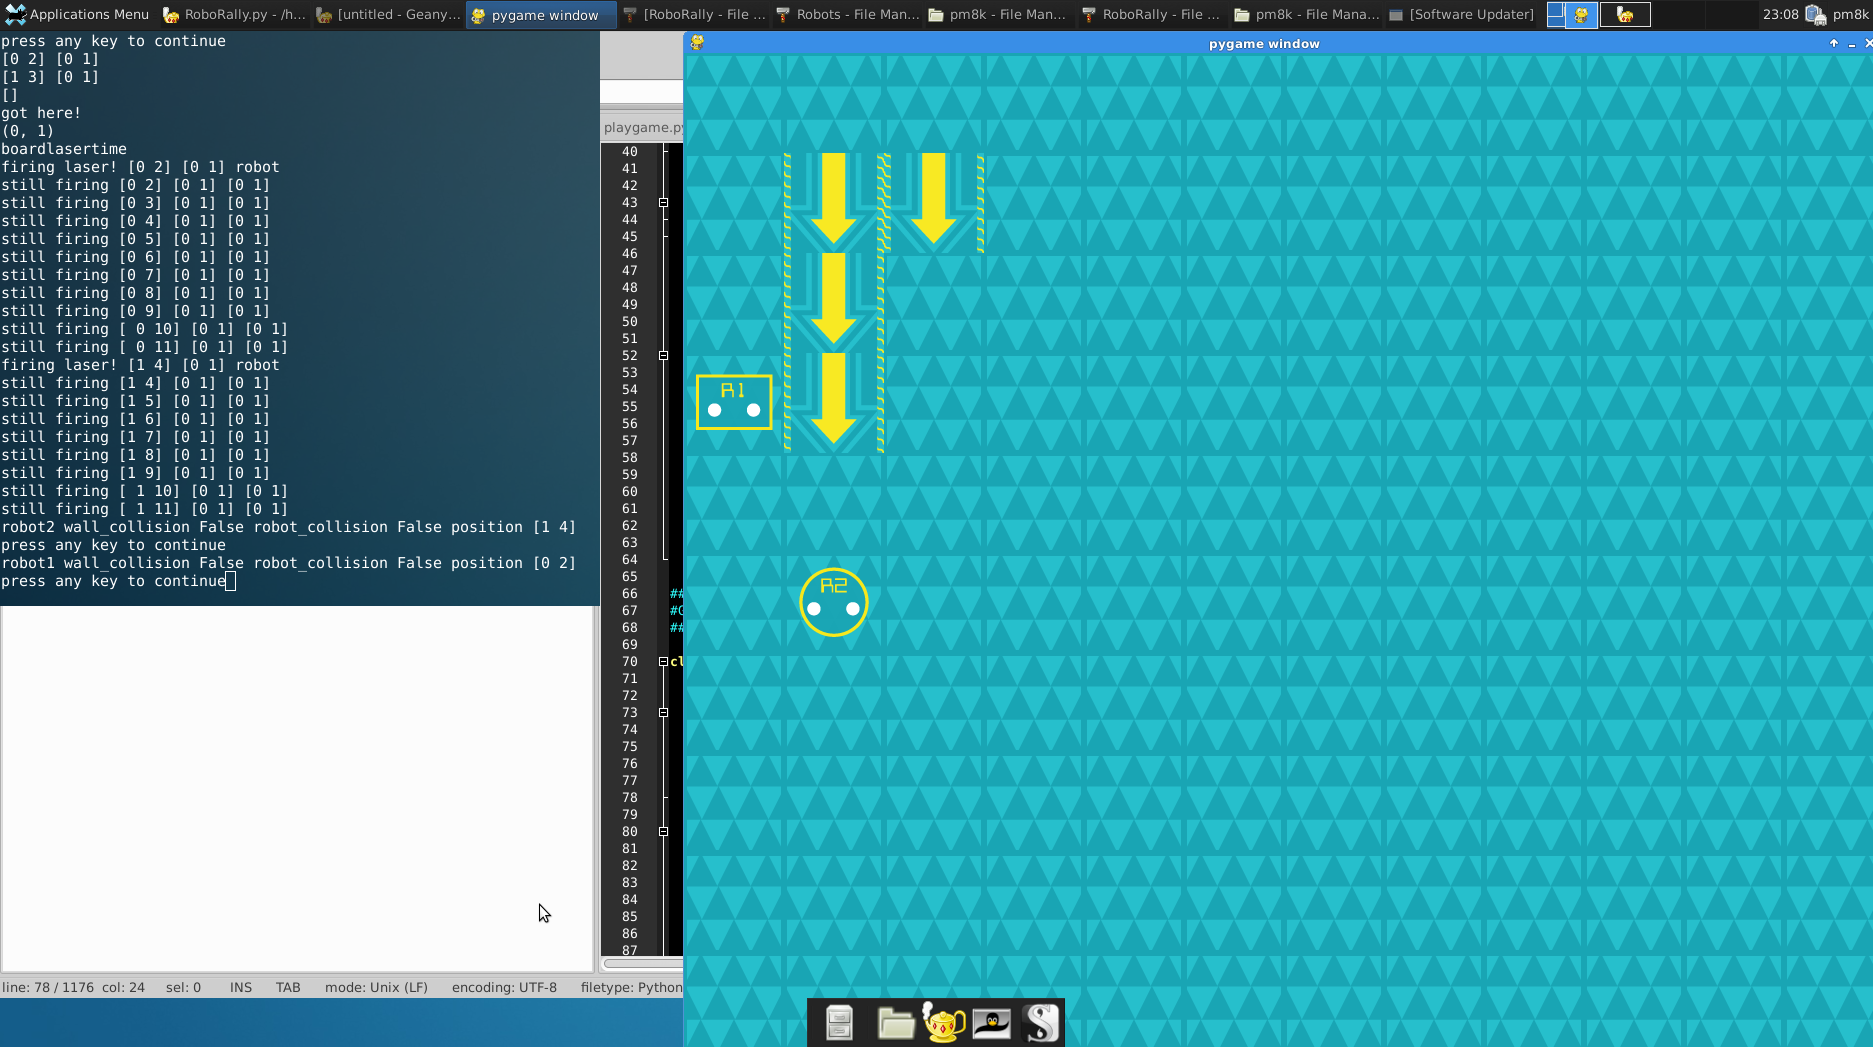 Applications Menu
RoboRally.py - /h...
[untitled - Geany...
pygame window
[RoboRally - File ...
Robots - File Man...
pm8k - File Man...
RoboRally - File ...
pm8k - File Mana...
[Software Updater]
23:08
pm8k
press any key to continue
[0 2] [0 1]
[1 3] [0 1]
[]
got here!
(0, 1)
boardlasertime
firing laser! [0 2] [0 1] robot
still firing [0 2] [0 1] [0 1]
still firing [0 3] [0 1] [0 1]
still firing [0 4] [0 1] [0 1]
still firing [0 5] [0 1] [0 1]
still firing [0 6] [0 1] [0 1]
still firing [0 7] [0 1] [0 1]
still firing [0 8] [0 1] [0 1]
still firing [0 9] [0 1] [0 1]
still firing [ 0 10] [0 1] [0 1]
still firing [ 0 11] [0 1] [0 1]
firing laser! [1 4] [0 1] robot
still firing [1 4] [0 1] [0 1]
still firing [1 5] [0 1] [0 1]
still firing [1 6] [0 1] [0 1]
still firing [1 7] [0 1] [0 1]
still firing [1 8] [0 1] [0 1]
still firing [1 9] [0 1] [0 1]
still firing [ 1 10] [0 1] [0 1]
still firing [ 1 11] [0 1] [0 1]
robot2 wall_collision False robot_collision False position [1 4]
press any key to continue
robot1 wall_collision False robot_collision False position [0 2]
press any key to continue
playgame.py
40
41
42
43
44
45
46
47
48
49
50
51
52
53
54
55
56
57
58
59
60
61
62
63
64
65
66 ##
67 #G
68 ##
69
70 cl
71
72
73
74
75
76
77
78
79
80
81
82
83
84
85
86
87
line: 78 / 1176 col: 24 sel: 0 INS TAB mode: Unix (LF) encoding: UTF-8 filetype: Python
pygame window
R1
R2